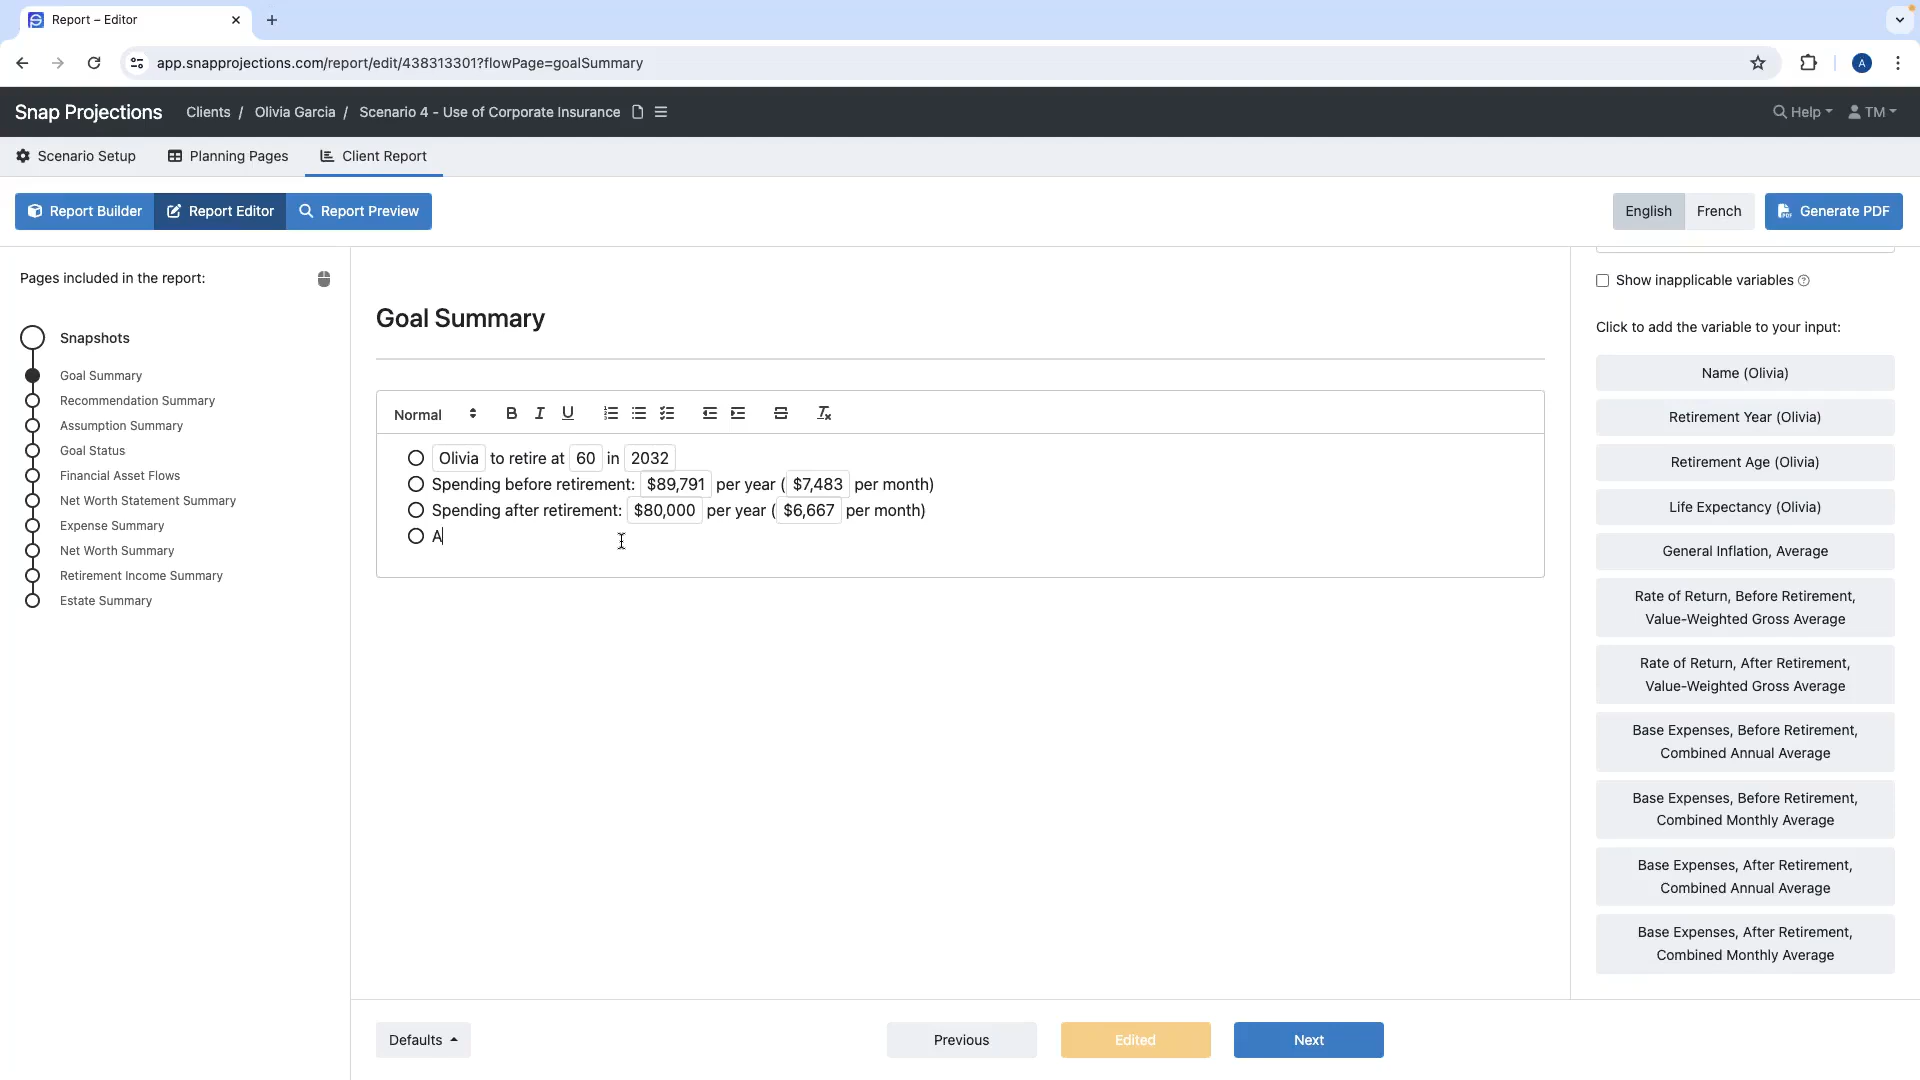 Report – Editor
app.snapprojections.com/report/edit/438313301?flowPage=goalSummary
A
Snap Projections
Clients / Olivia Garcia / Scenario 4 - Use of Corporate Insurance
Help
TM
Scenario Setup
Planning Pages
Client Report
Report Builder
Report Editor
Report Preview
English
French
Generate PDF
Pages included in the report:
Snapshots
Goal Summary
Recommendation Summary
Assumption Summary
Goal Status
Financial Asset Flows
Net Worth Statement Summary
Expense Summary
Net Worth Summary
Retirement Income Summary
Estate Summary
Goal Summary
Normal
B I U
Olivia to retire at 60 in 2032
Spending before retirement: $89,791 per year ( $7,483 per month)
Spending after retirement: $80,000 per year ( $6,667 per month)
A
Show inapplicable variables
Click to add the variable to your input:
Name (Olivia)
Retirement Year (Olivia)
Retirement Age (Olivia)
Life Expectancy (Olivia)
General Inflation, Average
Rate of Return, Before Retirement,
Value-Weighted Gross Average
Rate of Return, After Retirement,
Value-Weighted Gross Average
Base Expenses, Before Retirement,
Combined Annual Average
Base Expenses, Before Retirement,
Combined Monthly Average
Base Expenses, After Retirement,
Combined Annual Average
Base Expenses, After Retirement,
Combined Monthly Average
Defaults
Previous
Edited
Next